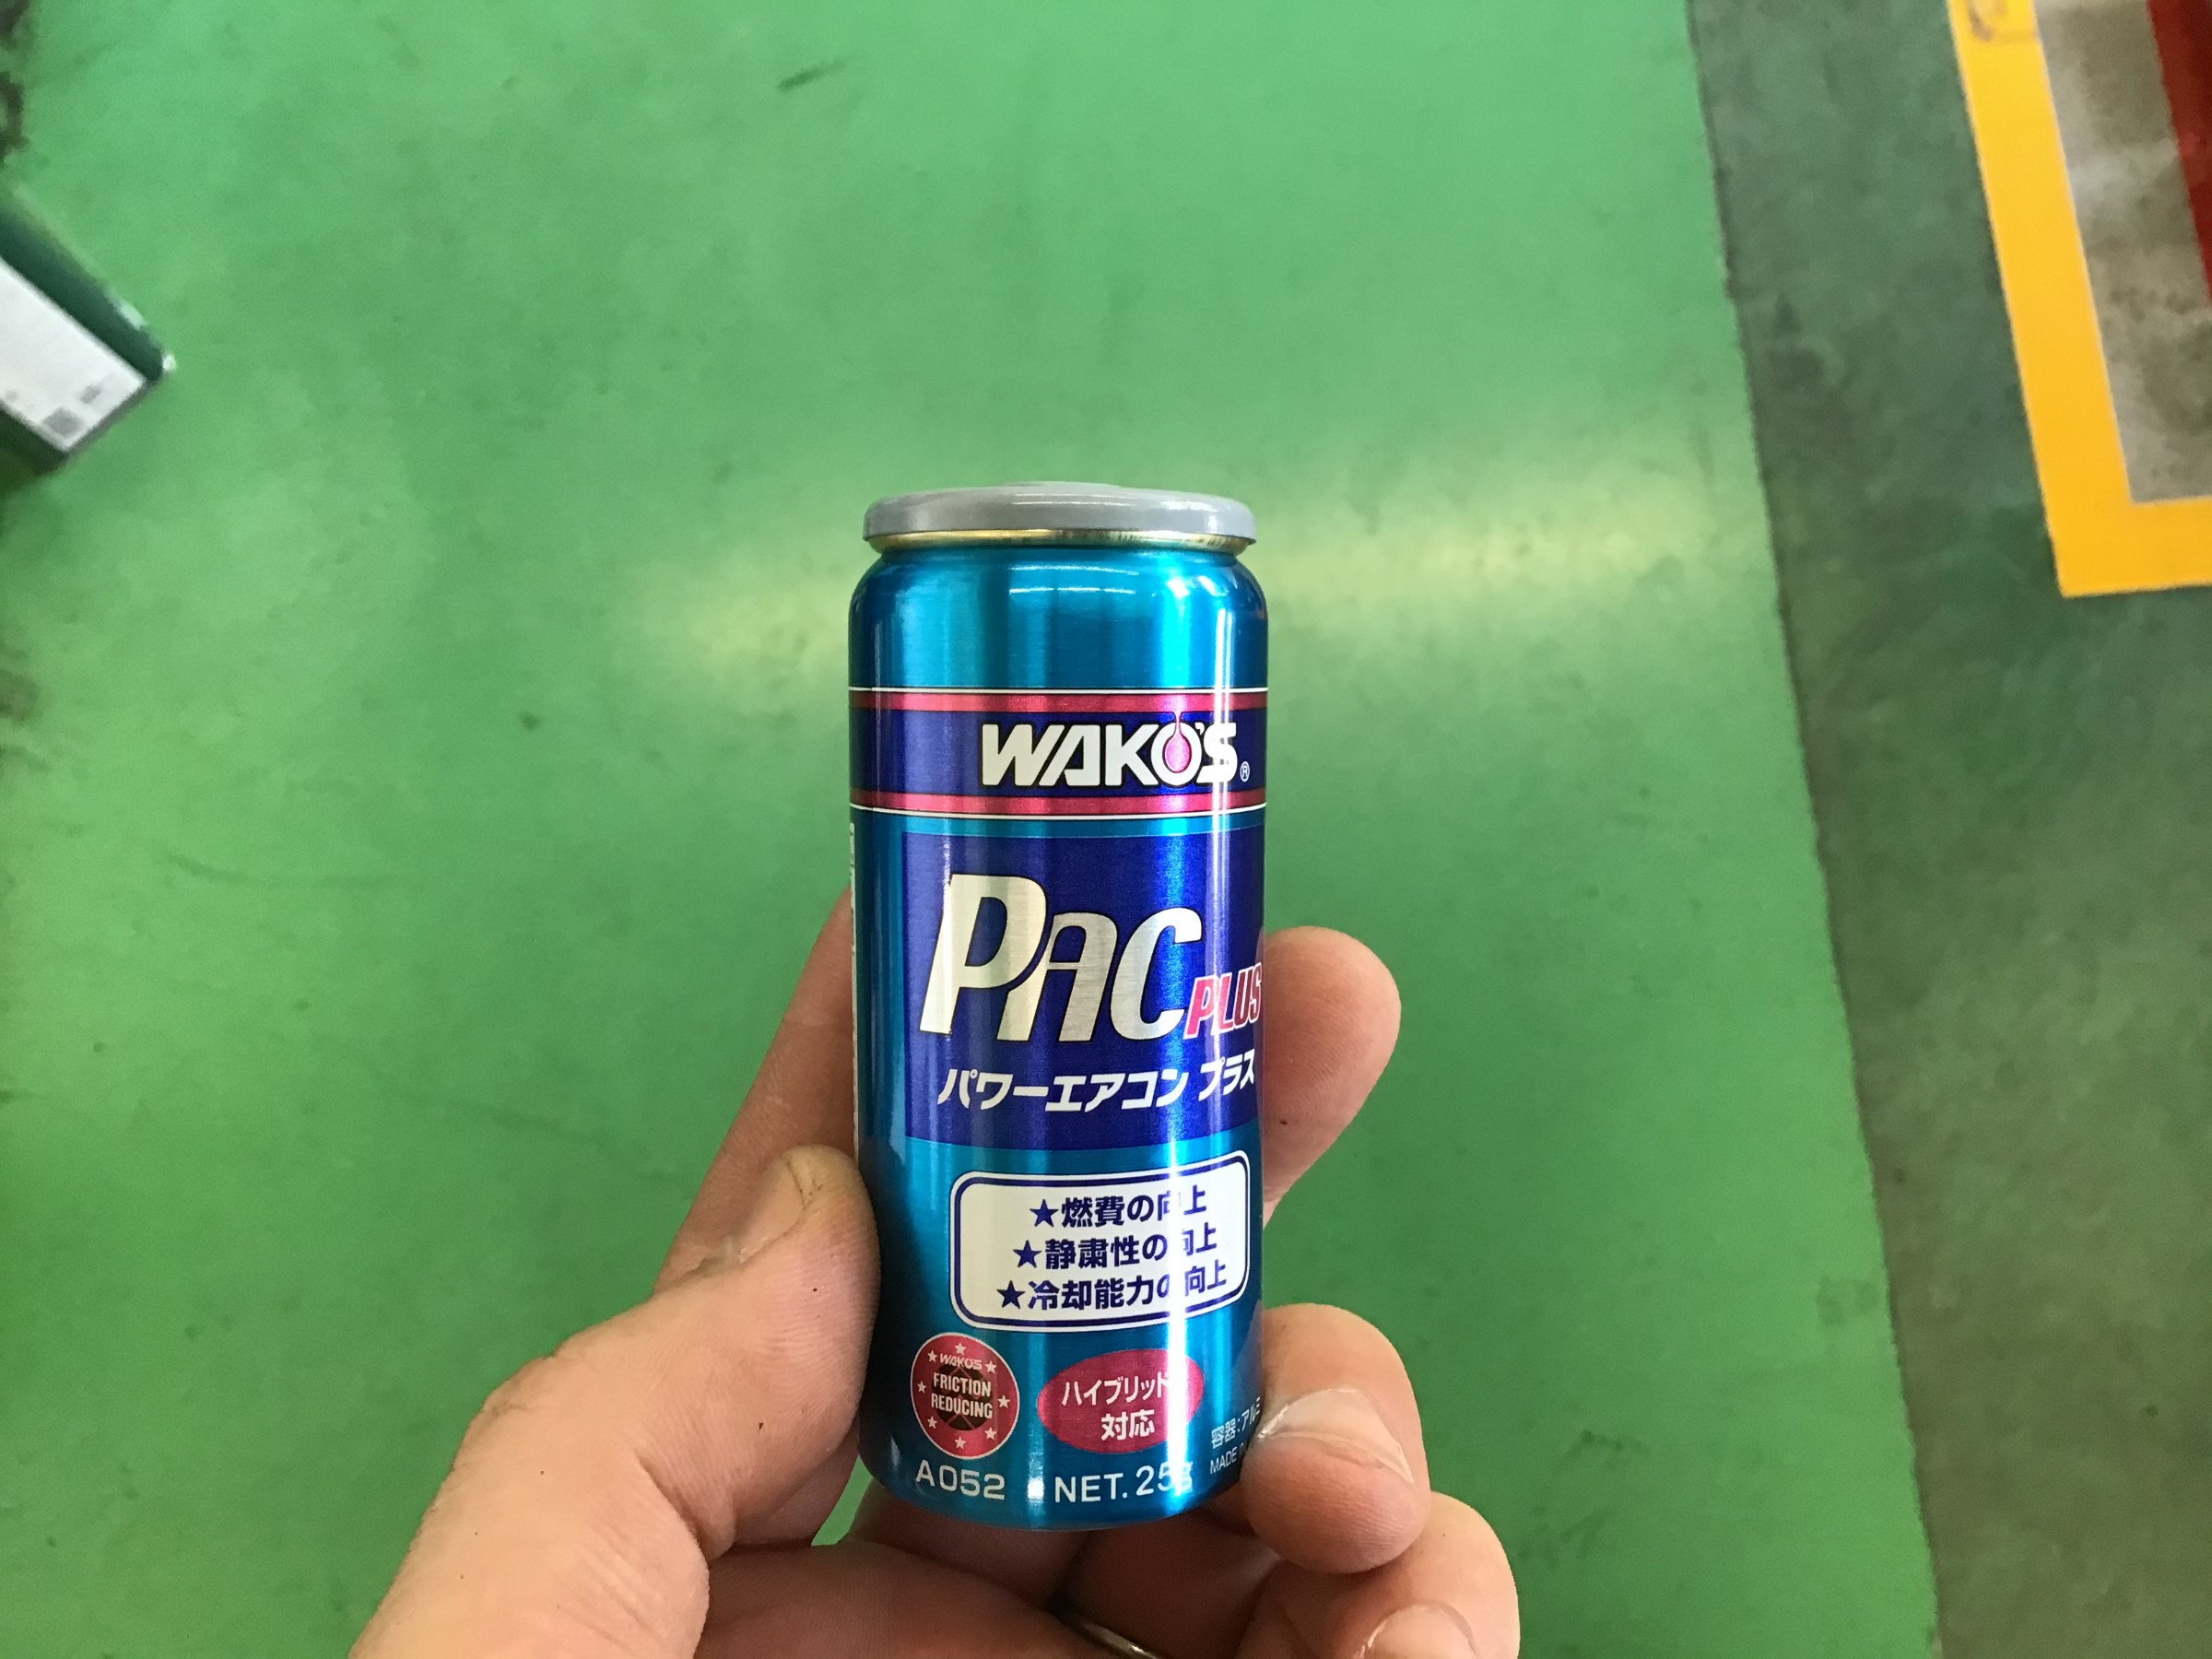 WAKO'S®
PAC PLUS
パワーエアコン プラス
★燃費の向上
★静粛性の向上
★冷却能力の向上
WAKO'S
FRICTION
REDUCING
ハイブリッド
対応
容器:アルミ
MADE
A052 NET. 25g